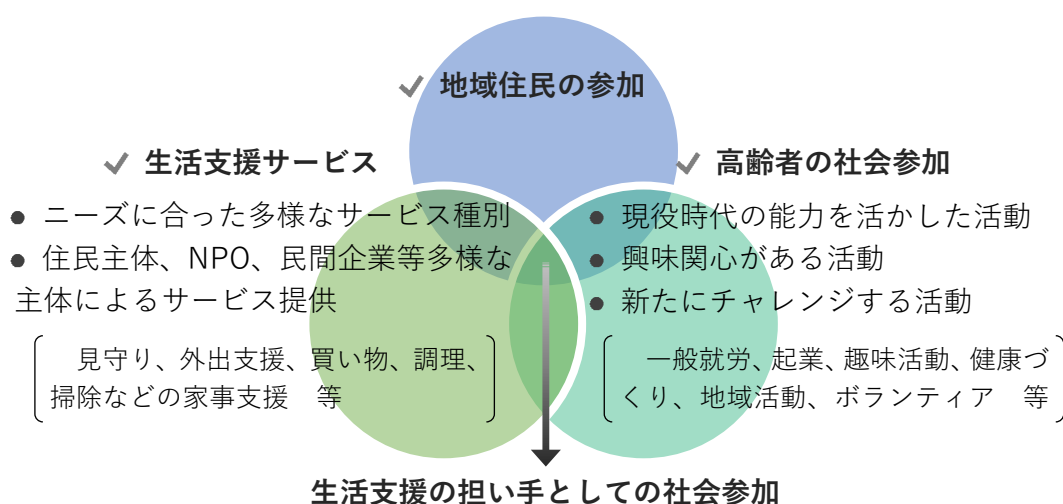 地域住民の参加
生活支援サービス
● ニーズに合った多様なサービス種別
● 住民主体、NPO、民間企業等多様な
主体によるサービス提供
見守り、外出支援、買い物、調理、
掃除などの家事支援　等
高齢者の社会参加
● 現役時代の能力を活かした活動
● 興味関心がある活動
● 新たにチャレンジする活動
一般就労、起業、趣味活動、健康づ
くり、地域活動、ボランティア　等
生活支援の担い手としての社会参加